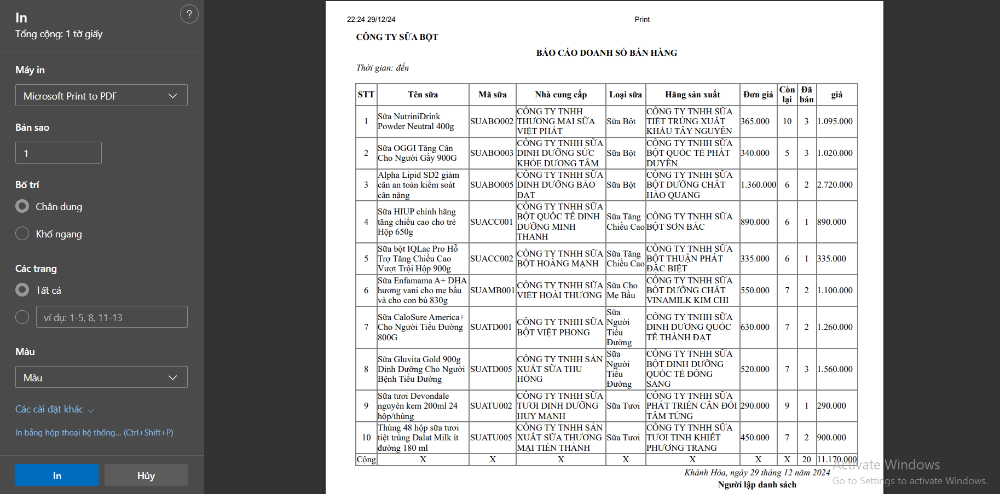 In
?
Tổng cộng: 1 tờ giấy
Máy in
Microsoft Print to PDF
Bản sao
1
Bố trí
Chân dung
Khổ ngang
Các trang
Tất cả
ví dụ: 1-5, 8, 11-13
Màu
Màu
Các cài đặt khác
In bằng hộp thoại hệ thống... (Ctrl+Shift+P)
In
Hủy
22:24 29/12/24
Print
CÔNG TY SỮA BỘT
BÁO CÁO DOANH SỐ BÁN HÀNG
Thời gian: đến
STT Tên sữa Mã sữa Nhà cung cấp Loại sữa Hãng sản xuất Đơn giá Còn lại Đã bán giá
1 Sữa NutriniDrink Powder Neutral 400g SUABO002 CÔNG TY TNHH THƯƠNG MẠI SỮA VIỆT PHÁT Sữa Bột CÔNG TY TNHH SỮA TIỆT TRÙNG XUẤT KHẨU TÂY NGUYÊN 365.000 10 3 1.095.000
2 Sữa OGGI Tăng Cân Cho Người Gầy 900G SUABO003 CÔNG TY TNHH SỮA DINH DƯỠNG SỨC KHỎE DƯƠNG TÂM Sữa Bột CÔNG TY TNHH SỮA BỘT QUỐC TẾ PHÁT DUYÊN 340.000 5 3 1.020.000
3 Alpha Lipid SD2 giảm cân an toàn kiểm soát cân nặng SUABO005 CÔNG TY TNHH SỮA DINH DƯỠNG BẢO ĐẠT Sữa Bột CÔNG TY TNHH SỮA BỘT DƯỠNG CHẤT HÀO QUANG 1.360.000 6 2 2.720.000
4 Sữa HIUP chính hãng tăng chiều cao cho trẻ Hộp 650g SUACC001 CÔNG TY TNHH SỮA BỘT QUỐC TẾ DINH DƯỠNG MINH THANH Sữa Tăng Chiều Cao CÔNG TY TNHH SỮA BỘT SƠN BẮC 890.000 6 1 890.000
5 Sữa bột IQLac Pro Hỗ Trợ Tăng Chiều Cao Vượt Trội Hộp 900g SUACC002 CÔNG TY TNHH SỮA BỘT HOÀNG MẠNH Sữa Tăng Chiều Cao CÔNG TY TNHH SỮA BỘT THUẬN PHÁT ĐẶC BIỆT 335.000 6 1 335.000
6 Sữa Enfamama A+ DHA hương vani cho mẹ bầu và cho con bú 830g SUAMB001 CÔNG TY TNHH SỮA VIỆT HOÀI THƯƠNG Sữa Cho Mẹ Bầu CÔNG TY TNHH SỮA BỘT DƯỠNG CHẤT VINAMILK KIM CHI 550.000 7 2 1.100.000
7 Sữa CaloSure America+ Cho Người Tiểu Đường 800G SUATD001 CÔNG TY TNHH SỮA BỘT VIỆT PHONG Sữa Người Tiểu Đường CÔNG TY TNHH SỮA DINH DƯƠNG QUỐC TẾ THÀNH ĐẠT 630.000 7 2 1.260.000
8 Sữa Gluvita Gold 900g Dinh Dưỡng Cho Người Bệnh Tiểu Đường SUATD005 CÔNG TY TNHH SẢN XUẤT SỮA THU HỒNG Sữa Người Tiểu Đường CÔNG TY TNHH SỮA BỘT DINH DƯỠNG QUỐC TẾ ĐÔNG SANG 520.000 7 3 1.560.000
9 Sữa tươi Devondale nguyên kem 200ml 24 hộp/thùng SUATU002 CÔNG TY TNHH SỮA TƯƠI DINH DƯỠNG HUY MẠNH Sữa Tươi CÔNG TY TNHH SỮA PHÁT TRIỂN CÂN ĐỐI TÂM TÙNG 290.000 9 1 290.000
10 Thùng 48 hộp sữa tươi tiệt trùng Dalat Milk ít đường 180 ml SUATU005 CÔNG TY TNHH SẢN XUẤT SỮA THƯƠNG MẠI TIẾN THÀNH Sữa Tươi CÔNG TY TNHH SỮA TƯƠI TINH KHIẾT PHƯƠNG TRANG 450.000 7 2 900.000
Cộng X X X X X X X 20 11.170.000
Khánh Hòa, ngày 29 tháng 12 năm 2024
Người lập danh sách
Activate Windows
Go to Settings to activate Windows.